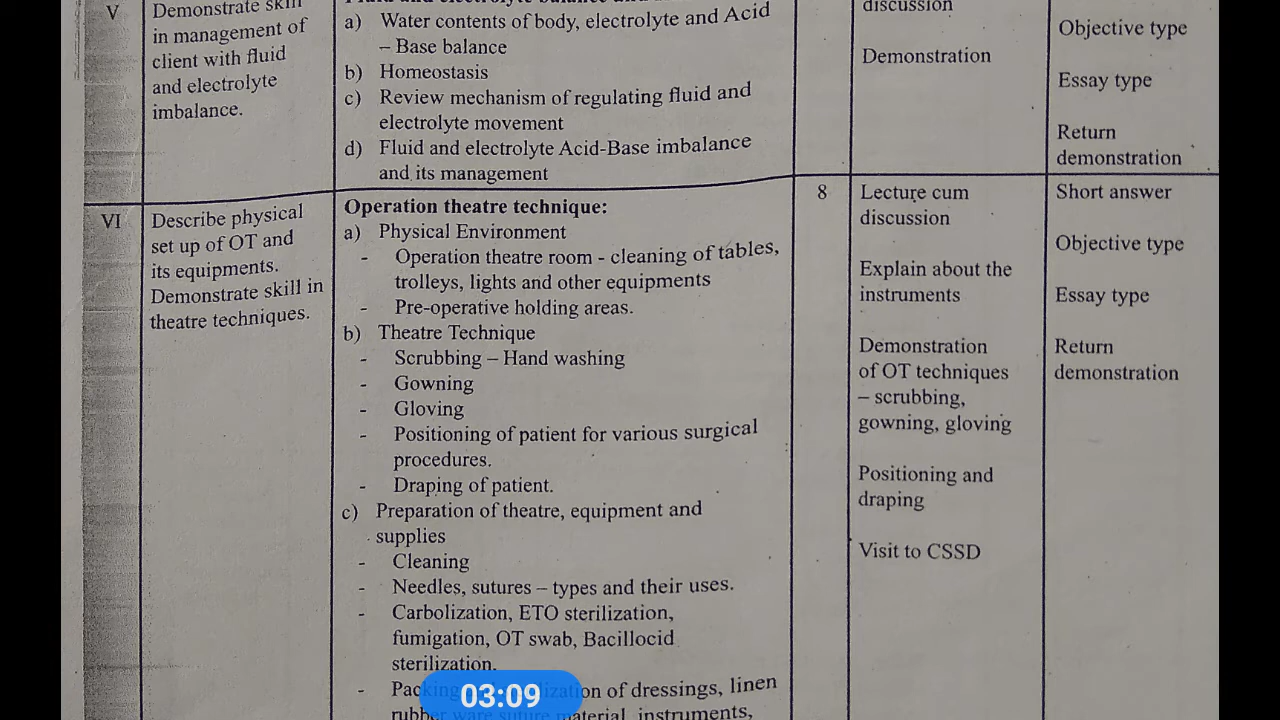 V
Demonstrate skill
in management of
client with fluid
and electrolyte
imbalance.
a) Water contents of body, electrolyte and Acid
– Base balance
b) Homeostasis
c) Review mechanism of regulating fluid and
electrolyte movement
d) Fluid and electrolyte Acid-Base imbalance
and its management
discussion
Demonstration
Objective type
Essay type
Return
demonstration
VI
Describe physical
set up of OT and
its equipments.
Demonstrate skill in
theatre techniques.
Operation theatre technique:
a) Physical Environment
- Operation theatre room - cleaning of tables,
trolleys, lights and other equipments
- Pre-operative holding areas.
b) Theatre Technique
- Scrubbing – Hand washing
- Gowning
- Gloving
- Positioning of patient for various surgical
procedures.
- Draping of patient.
c) Preparation of theatre, equipment and
supplies
- Cleaning
- Needles, sutures – types and their uses.
- Carbolization, ETO sterilization,
fumigation, OT swab, Bacillocid
sterilization.
- of dressings, linen
rubber ware suture material, instruments,
8
Lecture cum
discussion
Explain about the
instruments
Demonstration
of OT techniques
– scrubbing,
gowning, gloving
Positioning and
draping
Visit to CSSD
Short answer
Objective type
Essay type
Return
demonstration
03:09